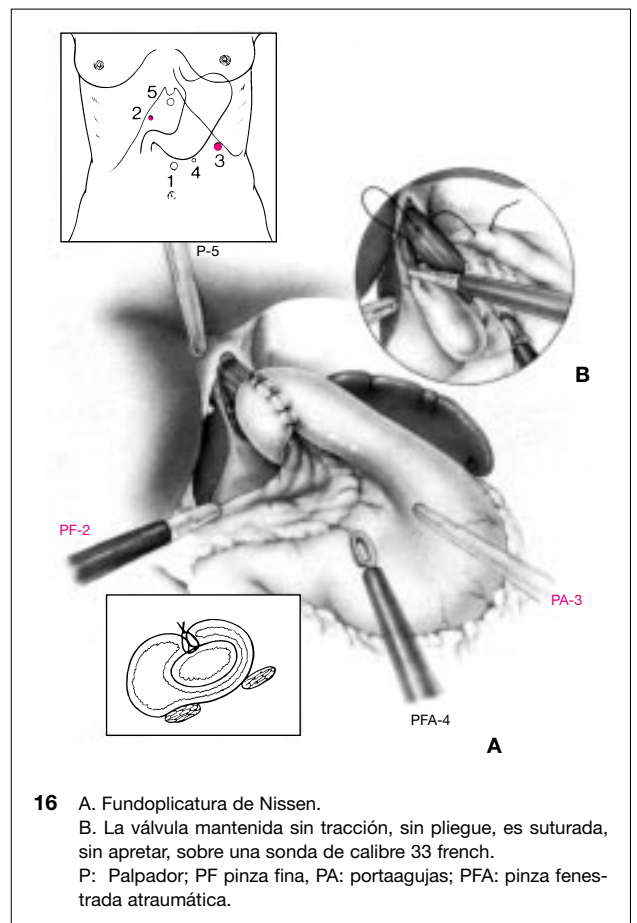 5
2
3
4
1
P-5
B
PF-2
PA-3
PFA-4
A
16 A. Fundoplicatura de Nissen.
B. La válvula mantenida sin tracción, sin pliegue, es suturada,
sin apretar, sobre una sonda de calibre 33 french.
P: Palpador; PF pinza fina, PA: portaagujas; PFA: pinza fenes-
trada atraumática.